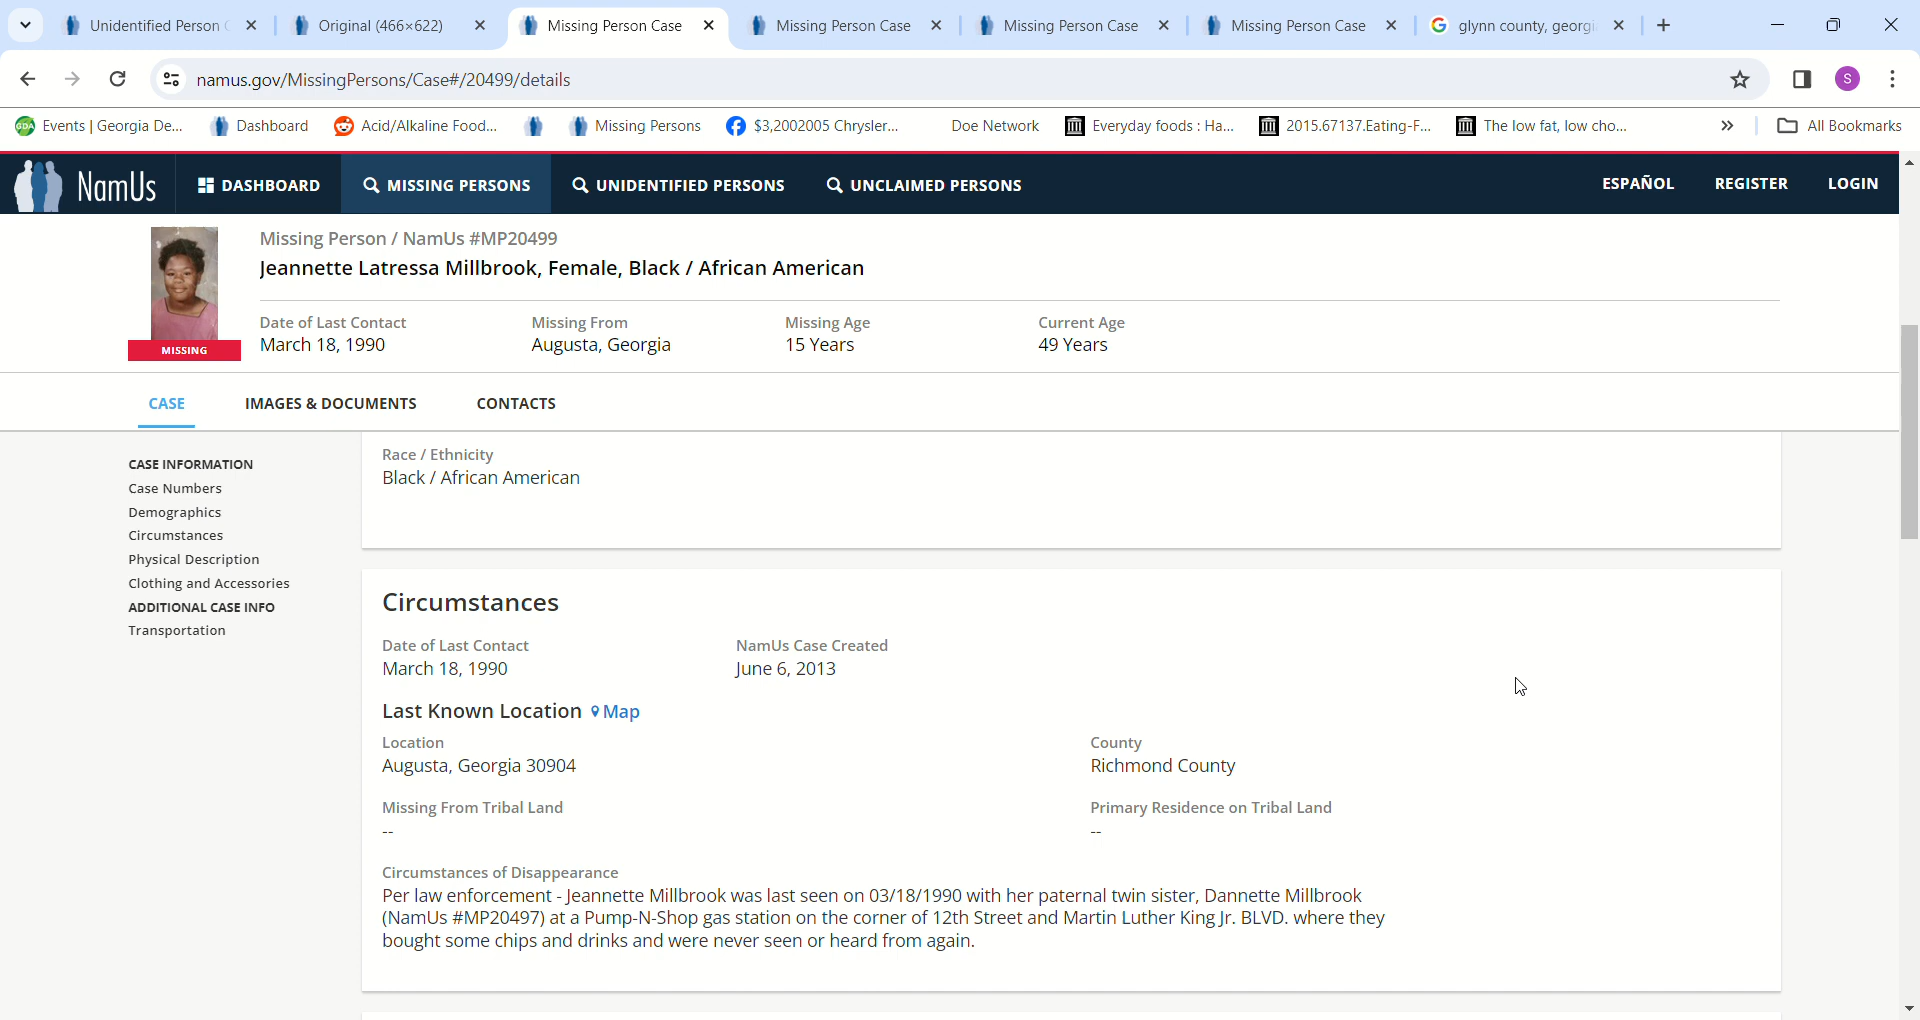 Unidentified Person C
Original (466×622)
Missing Person Case
Missing Person Case
Missing Person Case
Missing Person Case
glynn county, georgi
namus.gov/MissingPersons/Case#/20499/details
S
Events | Georgia De...
Dashboard
Acid/Alkaline Food...
Missing Persons
$3,2002005 Chrysler...
Doe Network
Everyday foods : Ha...
2015.67137.Eating-F...
The low fat, low cho...
All Bookmarks
NamUs
DASHBOARD
MISSING PERSONS
UNIDENTIFIED PERSONS
UNCLAIMED PERSONS
ESPAÑOL
REGISTER
LOGIN
Missing Person / NamUs #MP20499
Jeannette Latressa Millbrook, Female, Black / African American
MISSING
Date of Last Contact
March 18, 1990
Missing From
Augusta, Georgia
Missing Age
15 Years
Current Age
49 Years
CASE
IMAGES & DOCUMENTS
CONTACTS
CASE INFORMATION
Case Numbers
Demographics
Circumstances
Physical Description
Clothing and Accessories
ADDITIONAL CASE INFO
Transportation
Race / Ethnicity
Black / African American
Circumstances
Date of Last Contact
March 18, 1990
NamUs Case Created
June 6, 2013
Last Known Location Map
Location
Augusta, Georgia 30904
County
Richmond County
Missing From Tribal Land
--
Primary Residence on Tribal Land
--
Circumstances of Disappearance
Per law enforcement - Jeannette Millbrook was last seen on 03/18/1990 with her paternal twin sister, Dannette Millbrook
(NamUs #MP20497) at a Pump-N-Shop gas station on the corner of 12th Street and Martin Luther King Jr. BLVD. where they
bought some chips and drinks and were never seen or heard from again.